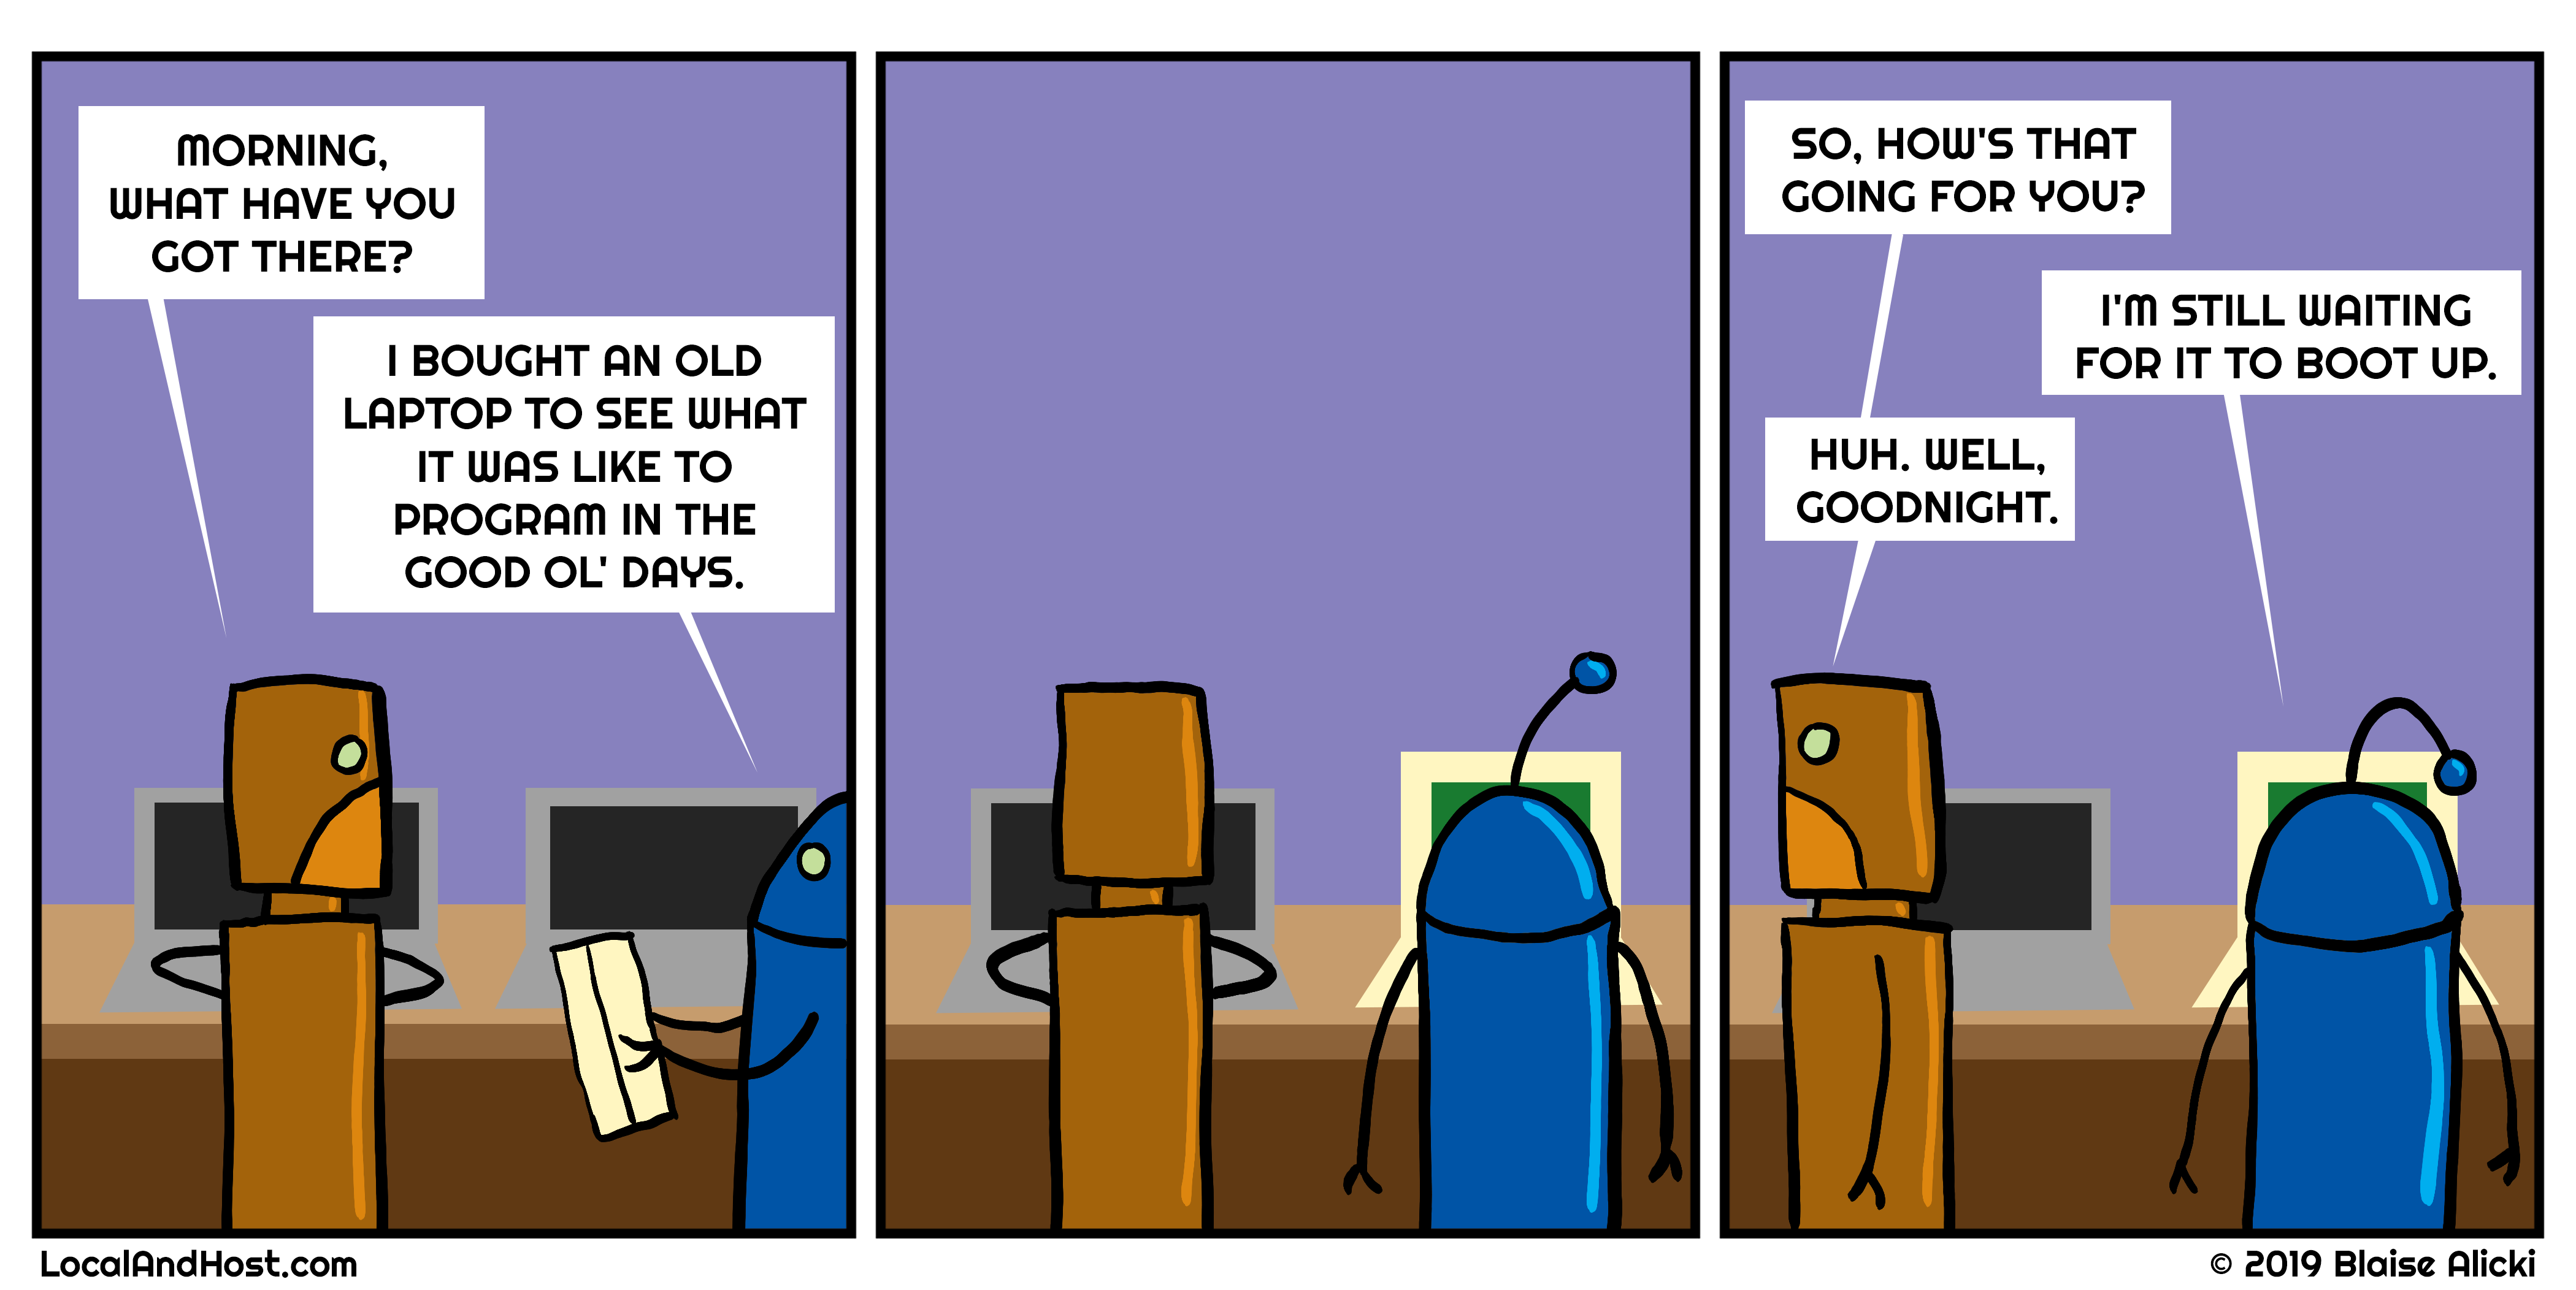 MORNING,
WHAT HAVE YOU
GOT THERE?
I BOUGHT AN OLD
LAPTOP TO SEE WHAT
IT WAS LIKE TO
PROGRAM IN THE
GOOD OL' DAYS.
SO, HOW'S THAT
GOING FOR YOU?
I'M STILL WAITING
FOR IT TO BOOT UP.
HUH. WELL,
GOODNIGHT.
LocalAndHost.com
© 2019 Blaise Alicki